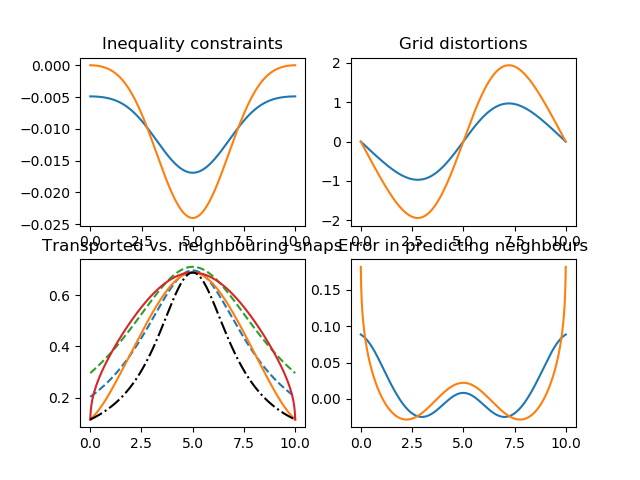 Inequality constraints
Grid distortions
0.000
−0.005
−0.010
−0.015
−0.020
−0.025
0.0 2.5 5.0 7.5 10.0
2
1
0
−1
−2
0.0 2.5 5.0 7.5 10.0
Transported vs. neighbouring snaps
Error in predicting neighbours
0.6
0.4
0.2
0.0 2.5 5.0 7.5 10.0
0.15
0.10
0.05
0.00
0.0 2.5 5.0 7.5 10.0